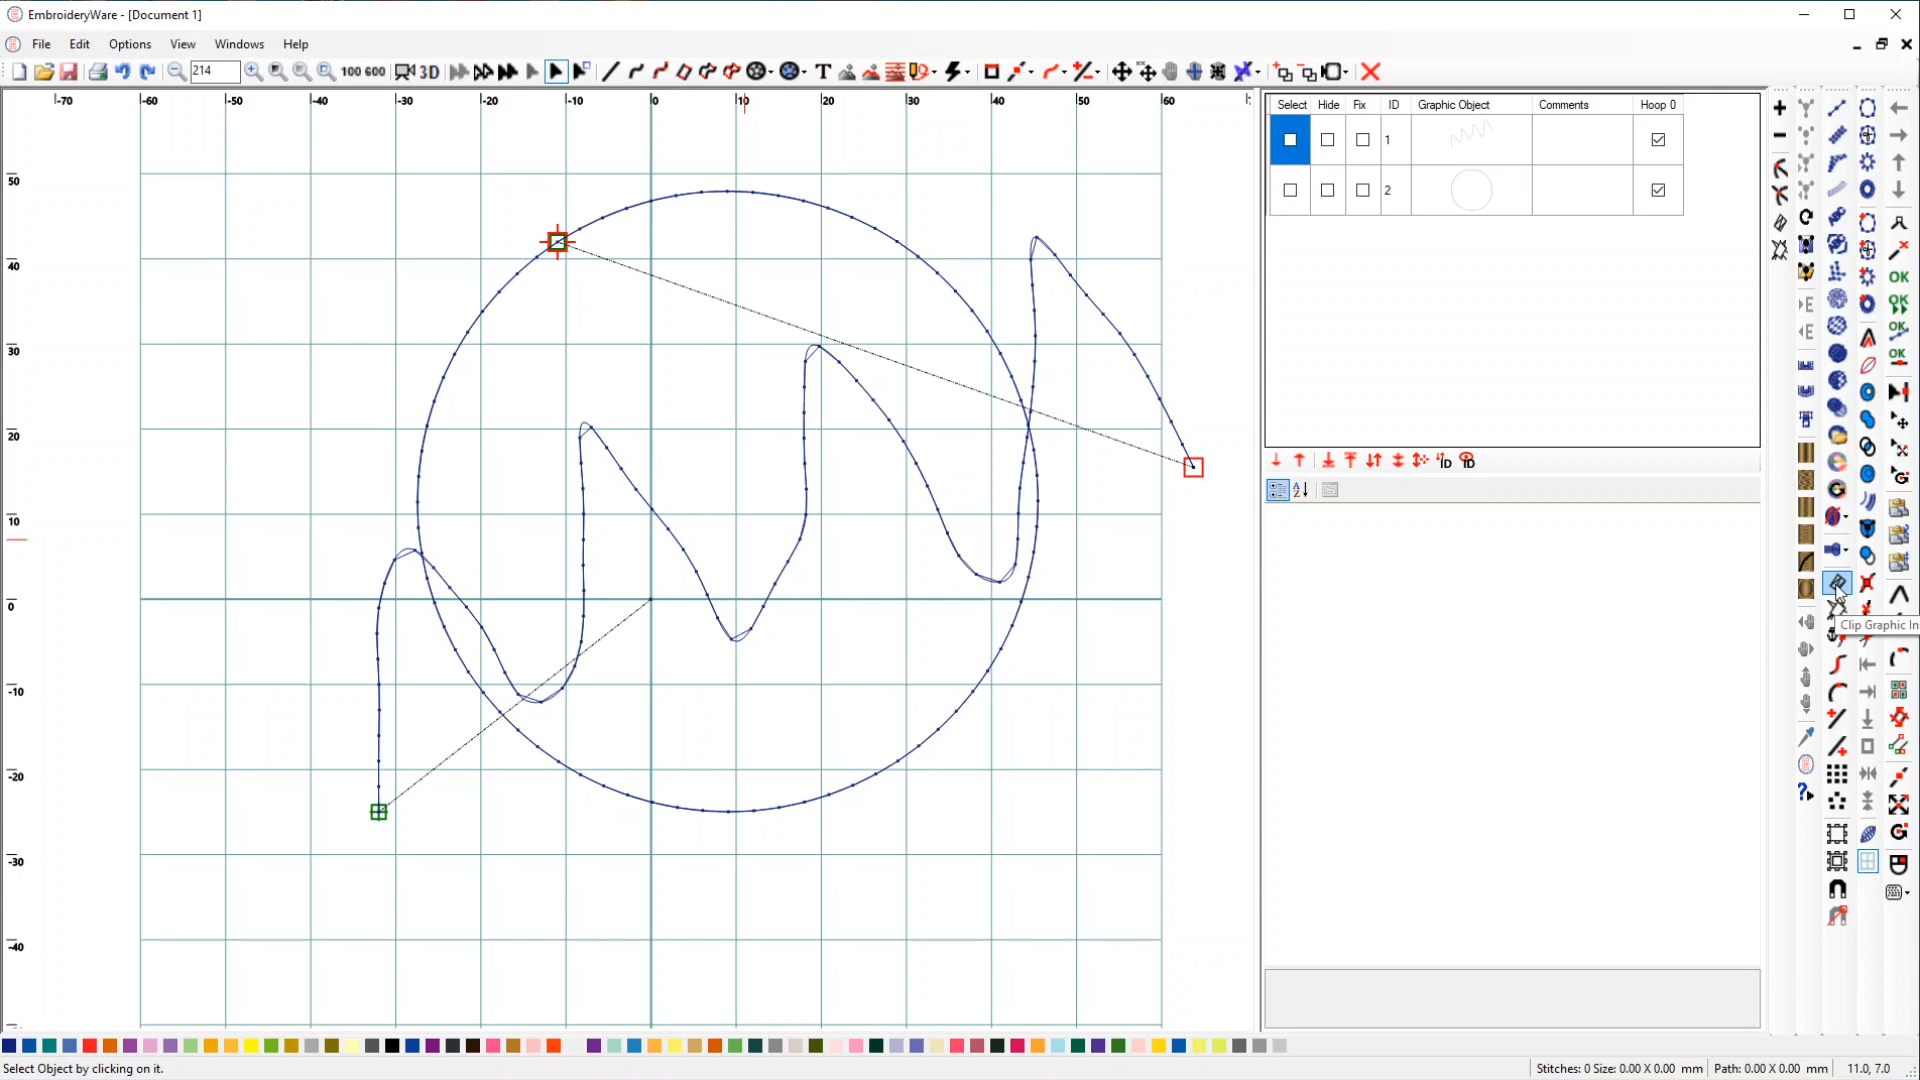 EmbroideryWare - [Document 1]
File Edit View Windows Help
214 100 600 3D T
-70 -60 -50 -40 -30 -20 -10 0 10 20 30 40 50 60
50
40
30
20
10
0
-10
-20
-30
-40
Select Hide Fix ID Graphic Object Comments Hoop 0
1
2
ID ID
A Z
E
E
OK
OK
OK
OK
Clip Graphic In
Select Object by clicking on it.
Stitches: 0 Size: 0.00 X 0.00 mm Path: 0.00 X 0.00 mm 11.0, 7.0